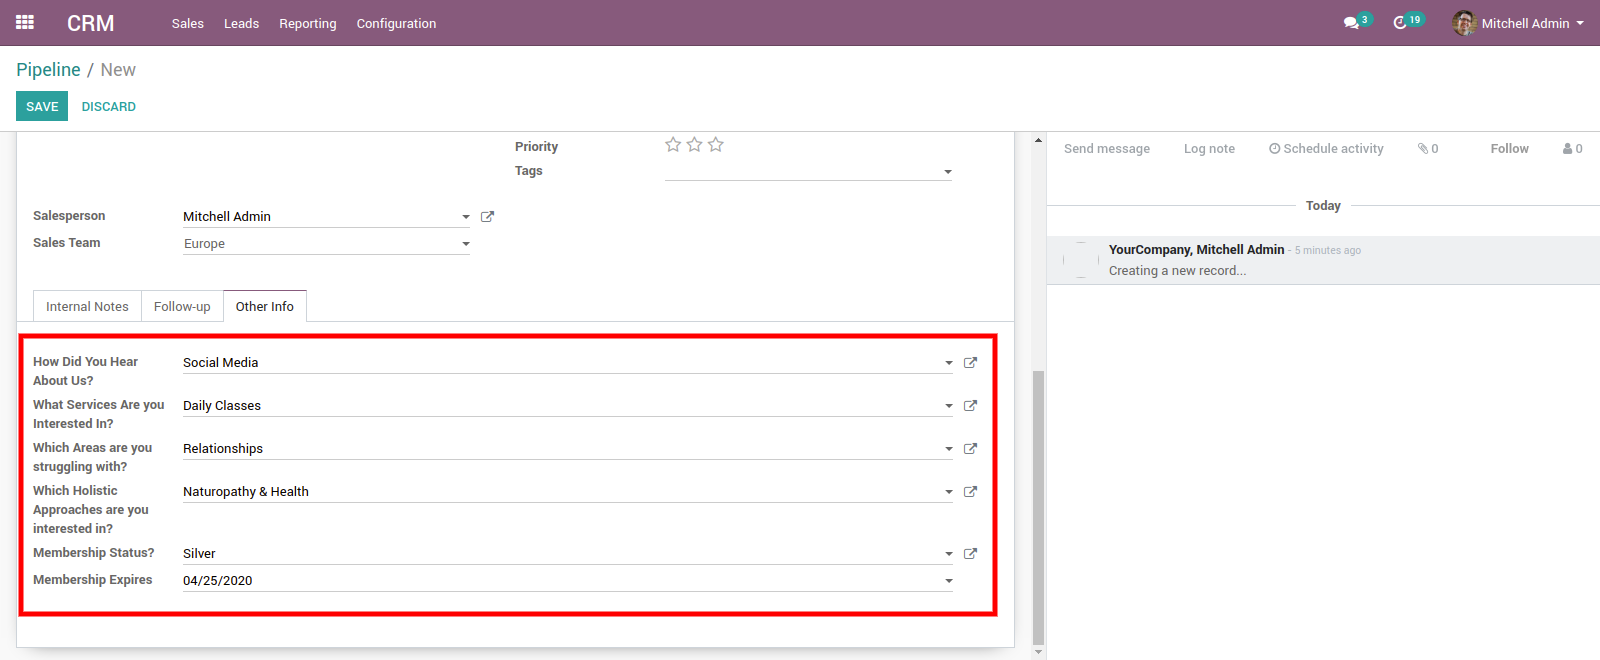 CRM Sales Leads Reporting Configuration 3 19 Mitchell Admin
Pipeline / New
SAVE DISCARD
Priority
Tags
Salesperson Mitchell Admin
Sales Team Europe
Internal Notes Follow-up Other Info
How Did You Hear
About Us?
Social Media
What Services Are you
Interested In?
Daily Classes
Which Areas are you
struggling with?
Relationships
Which Holistic
Approaches are you
interested in?
Naturopathy & Health
Membership Status? Silver
Membership Expires 04/25/2020
Send message Log note Schedule activity 0 Follow 0
Today
YourCompany, Mitchell Admin - 5 minutes ago
Creating a new record...